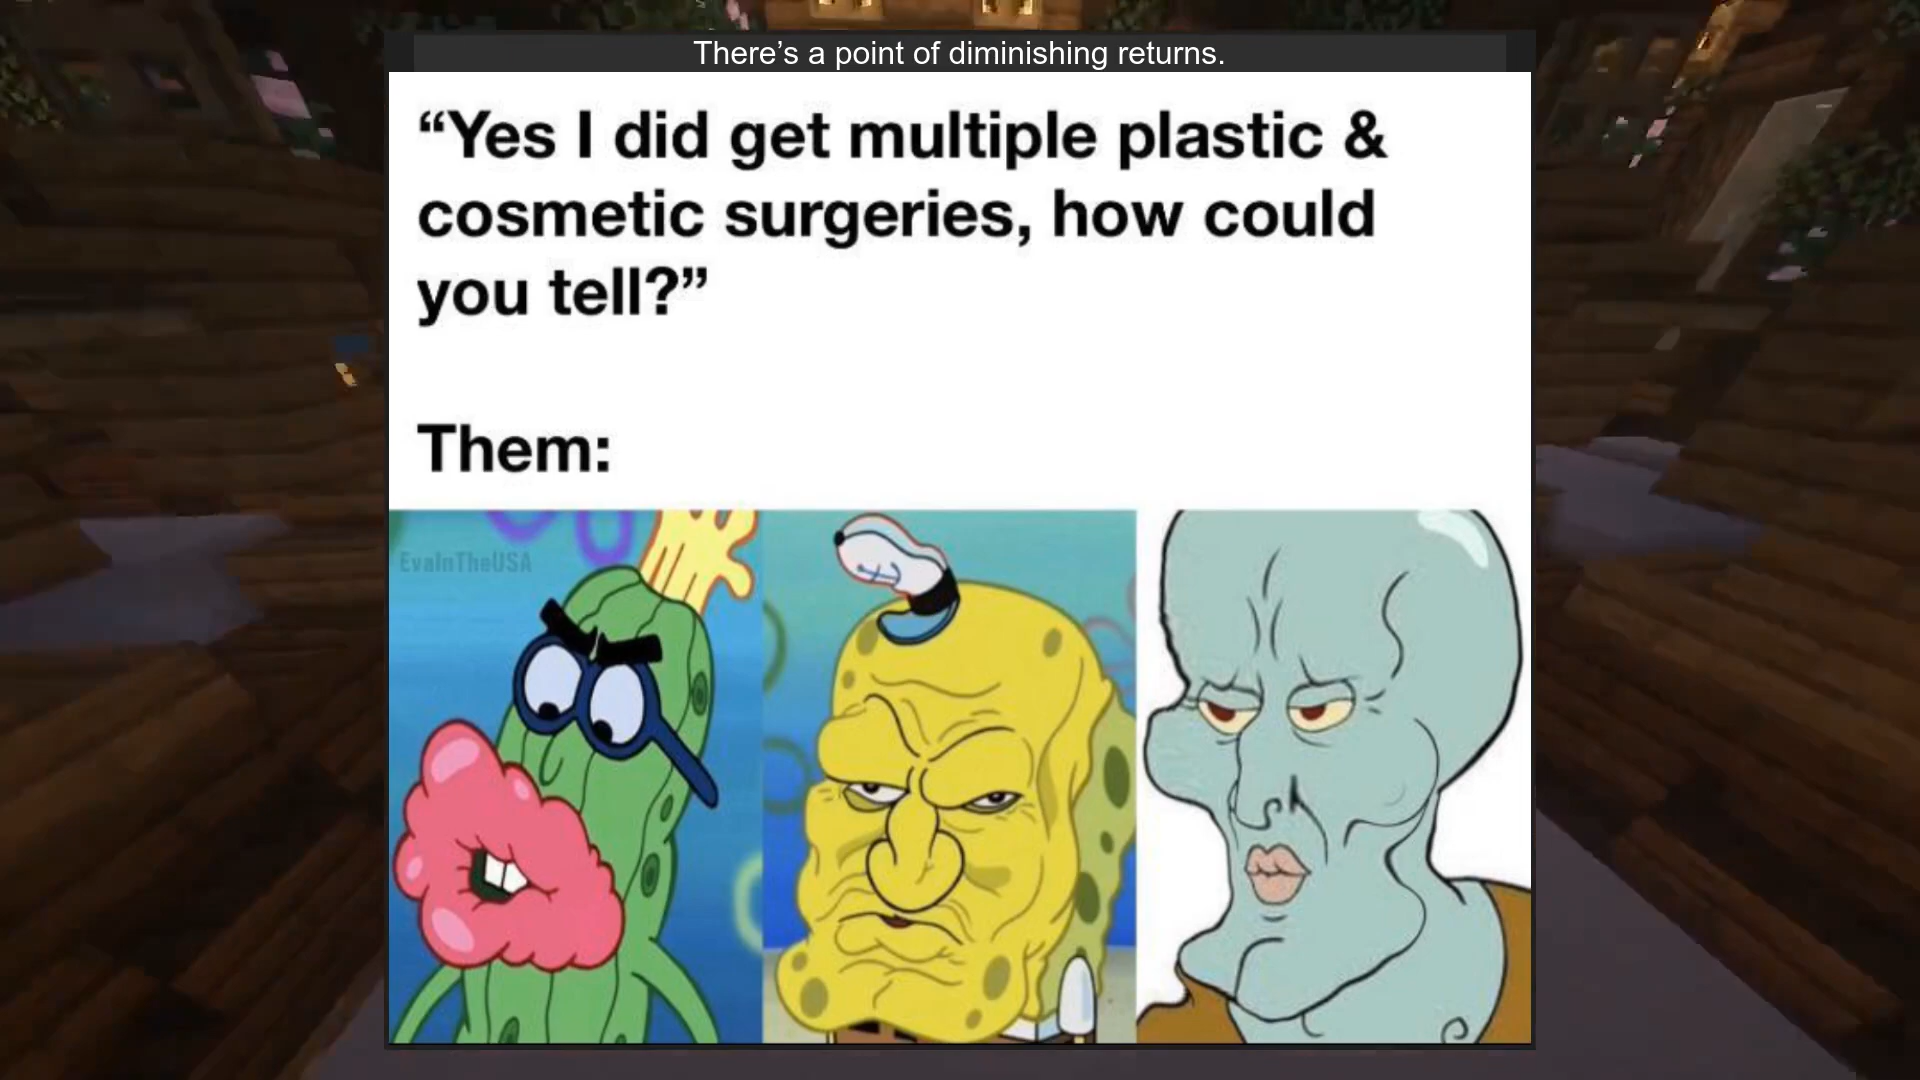 There’s a point of diminishing returns.
“Yes I did get multiple plastic &
cosmetic surgeries, how could
you tell?”
Them:
EvaInTheUSA